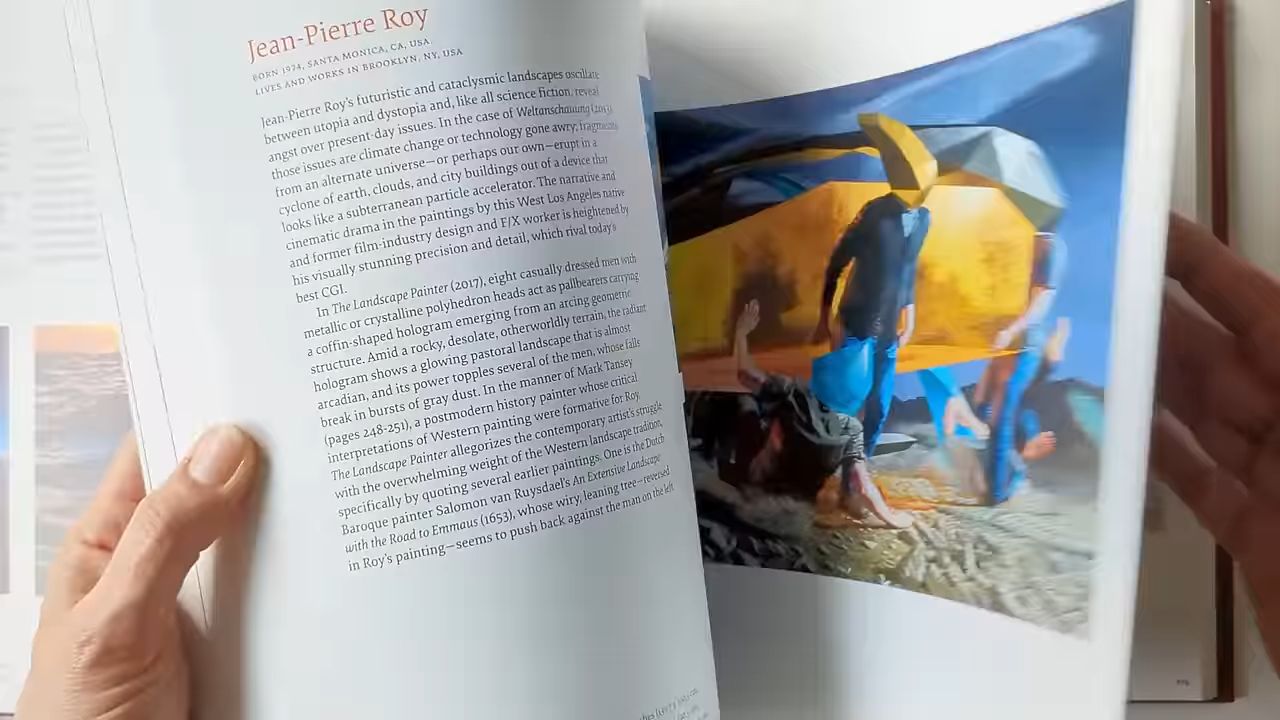 Jean-Pierre Roy
BORN 1974, SANTA MONICA, CA, USA
LIVES AND WORKS IN BROOKLYN, NY, USA
Jean-Pierre Roy's futuristic and cataclysmic landscapes oscillate
between utopia and dystopia and, like all science fiction, reveal
angst over present-day issues. In the case of Weltanschauung
those issues are climate change or technology gone awry; fragments
from an alternate universe—or perhaps our own—erupt in a
cyclone of earth, clouds, and city buildings out of a device that
looks like a subterranean particle accelerator. The narrative and
cinematic drama in the paintings by this West Los Angeles native
and former film-industry design and F/X worker is heightened by
his visually stunning precision and detail, which rival today's
best CGI.
In The Landscape Painter (2017), eight casually dressed men with
metallic or crystalline polyhedron heads act as pallbearers carrying
a coffin-shaped hologram emerging from an arcing geometric
structure. Amid a rocky, desolate, otherworldly terrain, the radiant
hologram shows a glowing pastoral landscape that is almost
arcadian, and its power topples several of the men, whose falls
break in bursts of gray dust. In the manner of Mark Tansey
(pages 248-251), a postmodern history painter whose critical
interpretations of Western painting were formative for Roy,
The Landscape Painter allegorizes the contemporary artist's struggle
with the overwhelming weight of the Western landscape tradition,
specifically by quoting several earlier paintings. One is the Dutch
Baroque painter Salomon van Ruysdael's An Extensive Landscape
with the Road to Emmaus (1653), whose wiry, leaning tree—reversed
in Roy's painting—seems to push back against the man on the left